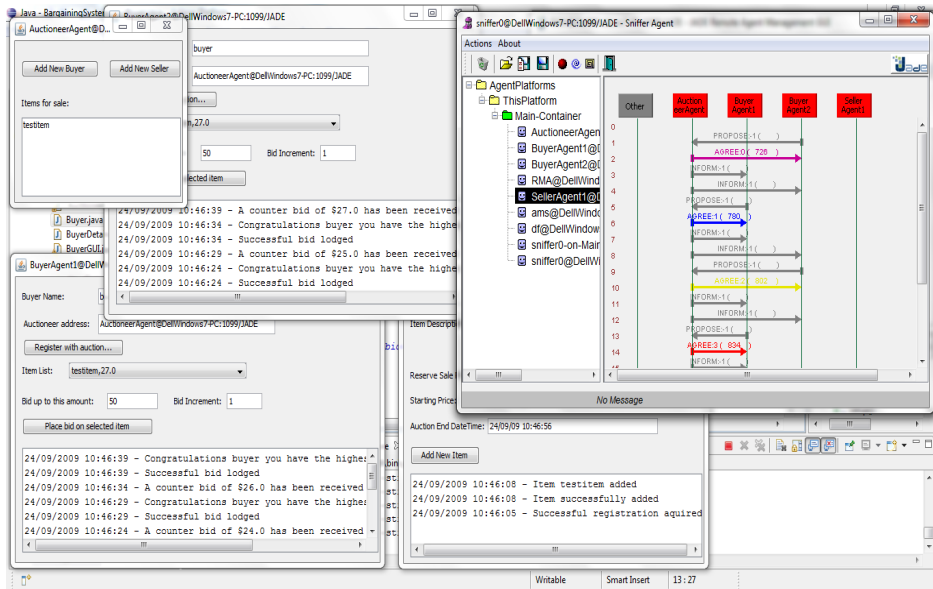 Java - BargainingSyster
AuctioneerAgent@D...
Add New Buyer
Add New Seller
Items for sale:
testitem
BuyerAgent2@DellWindows7-PC:1099/JADE
buyer
AuctioneerAgent@DellWindows7-PC:1099/JADE
ion...
m,27.0
50
Bid Increment:
1
ected item
24/09/2009 10:46:39 - A counter bid of $27.0 has been received
24/09/2009 10:46:34 - Congratulations buyer you have the highe
24/09/2009 10:46:34 - Successful bid lodged
24/09/2009 10:46:29 - A counter bid of $25.0 has been received
24/09/2009 10:46:24 - Congratulations buyer you have the highe
24/09/2009 10:46:24 - Successful bid lodged
Buyer.java
BuyerDeta
BuyerGUI.j
BuyerAgent1@DellW
Buyer Name:
b
Auctioneer address:
AuctioneerAgent@DellWindows7-PC:1099/JADE
Register with auction...
Item List:
testitem,27.0
Bid up to this amount:
50
Bid Increment:
1
Place bid on selected item
24/09/2009 10:46:39 - Congratulations buyer you have the highes
24/09/2009 10:46:39 - Successful bid lodged
24/09/2009 10:46:34 - A counter bid of $26.0 has been received
24/09/2009 10:46:29 - Congratulations buyer you have the highes
24/09/2009 10:46:29 - Successful bid lodged
24/09/2009 10:46:24 - A counter bid of $24.0 has been received
Item Descripti
Reserve Sale
Starting Price:
Auction End DateTime:
24/09/09 10:46:56
Add New Item
24/09/2009 10:46:08 - Item testitem added
24/09/2009 10:46:08 - Item successfully added
24/09/2009 10:46:05 - Successful registration aquired
sniffer0@DellWindows7-PC:1099/JADE - Sniffer Agent
Actions About
Jade
AgentPlatforms
ThisPlatform
Main-Container
AuctioneerAgen
BuyerAgent1@D
BuyerAgent2@D
RMA@DellWind
SellerAgent1@D
ams@DellWindo
df@DellWindow
sniffer0-on-Mair
sniffer0@DellWi
Other
Auction
eerAgent
Buyer
Agent1
Buyer
Agent2
Seller
Agent1
0
1
PROPOSE:-1 ( )
2
AGREE:0 ( 728 )
3
INFORM:-1 ( )
4
INFORM:-1 ( )
5
PROPOSE:-1 ( )
6
AGREE:1 ( 780 )
7
INFORM:-1 ( )
8
INFORM:-1 ( )
9
PROPOSE:-1 ( )
10
AGREE:2 ( 832 )
11
INFORM:-1 ( )
12
INFORM:-1 ( )
13
PROPOSE:-1 ( )
14
AGREE:3 ( 834 )
INFORM:-1 ( )
No Message
Writable
Smart Insert
13 : 27